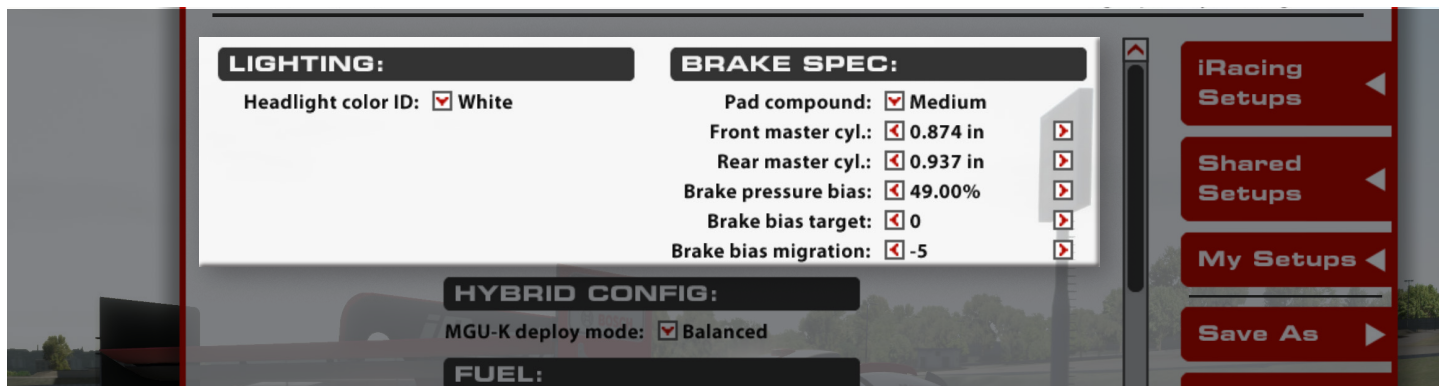 LIGHTING:
Headlight color ID: White
BRAKE SPEC:
Pad compound: Medium
Front master cyl.: 0.874 in
Rear master cyl.: 0.937 in
Brake pressure bias: 49.00%
Brake bias target: 0
Brake bias migration: -5
HYBRID CONFIG:
MGU-K deploy mode: Balanced
FUEL:
iRacing
Setups
Shared
Setups
My Setups
Save As